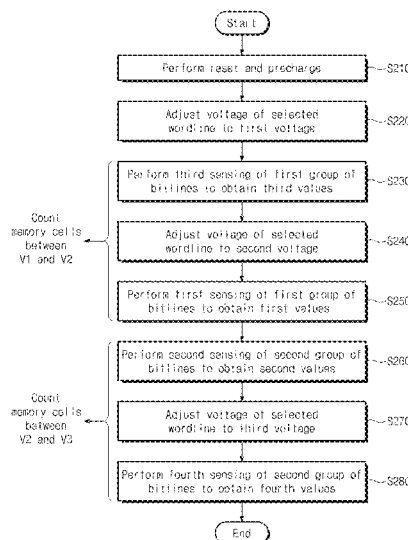 Start
Perform reset and precharge
S210
Adjust voltage of selected
wordline to first voltage
S220
Perform third sensing of first group of
bitlines to obtain third values
S230
Count
memory cells
between
V1 and V2
Adjust voltage of selected
wordline to second voltage
S240
Perform first sensing of first group of
bitlines to obtain first values
S250
Perform second sensing of second group of
bitlines to obtain second values
S260
Count
memory cells
between
V2 and V3
Adjust voltage of selected
wordline to third voltage
S270
Perform fourth sensing of second group of
bitlines to obtain fourth values
S280
End